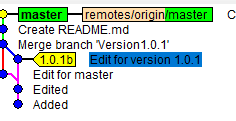 master remotes/origin/master C
Create README.md
Merge branch 'Version1.0.1'
1.0.1b Edit for version 1.0.1
Edit for master
Edited
Added